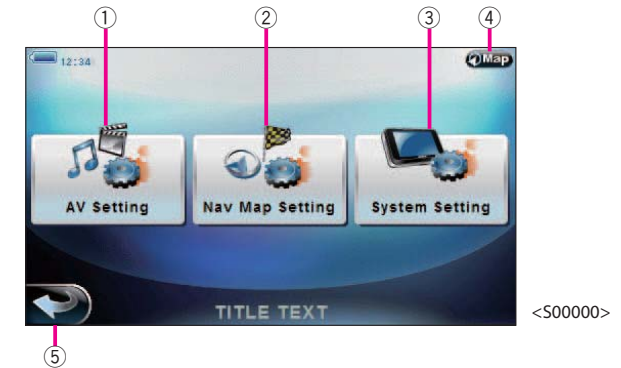 ① ② ③ ④
12:34
Map
AV Setting Nav Map Setting System Setting
TITLE TEXT
<S00000>
⑤